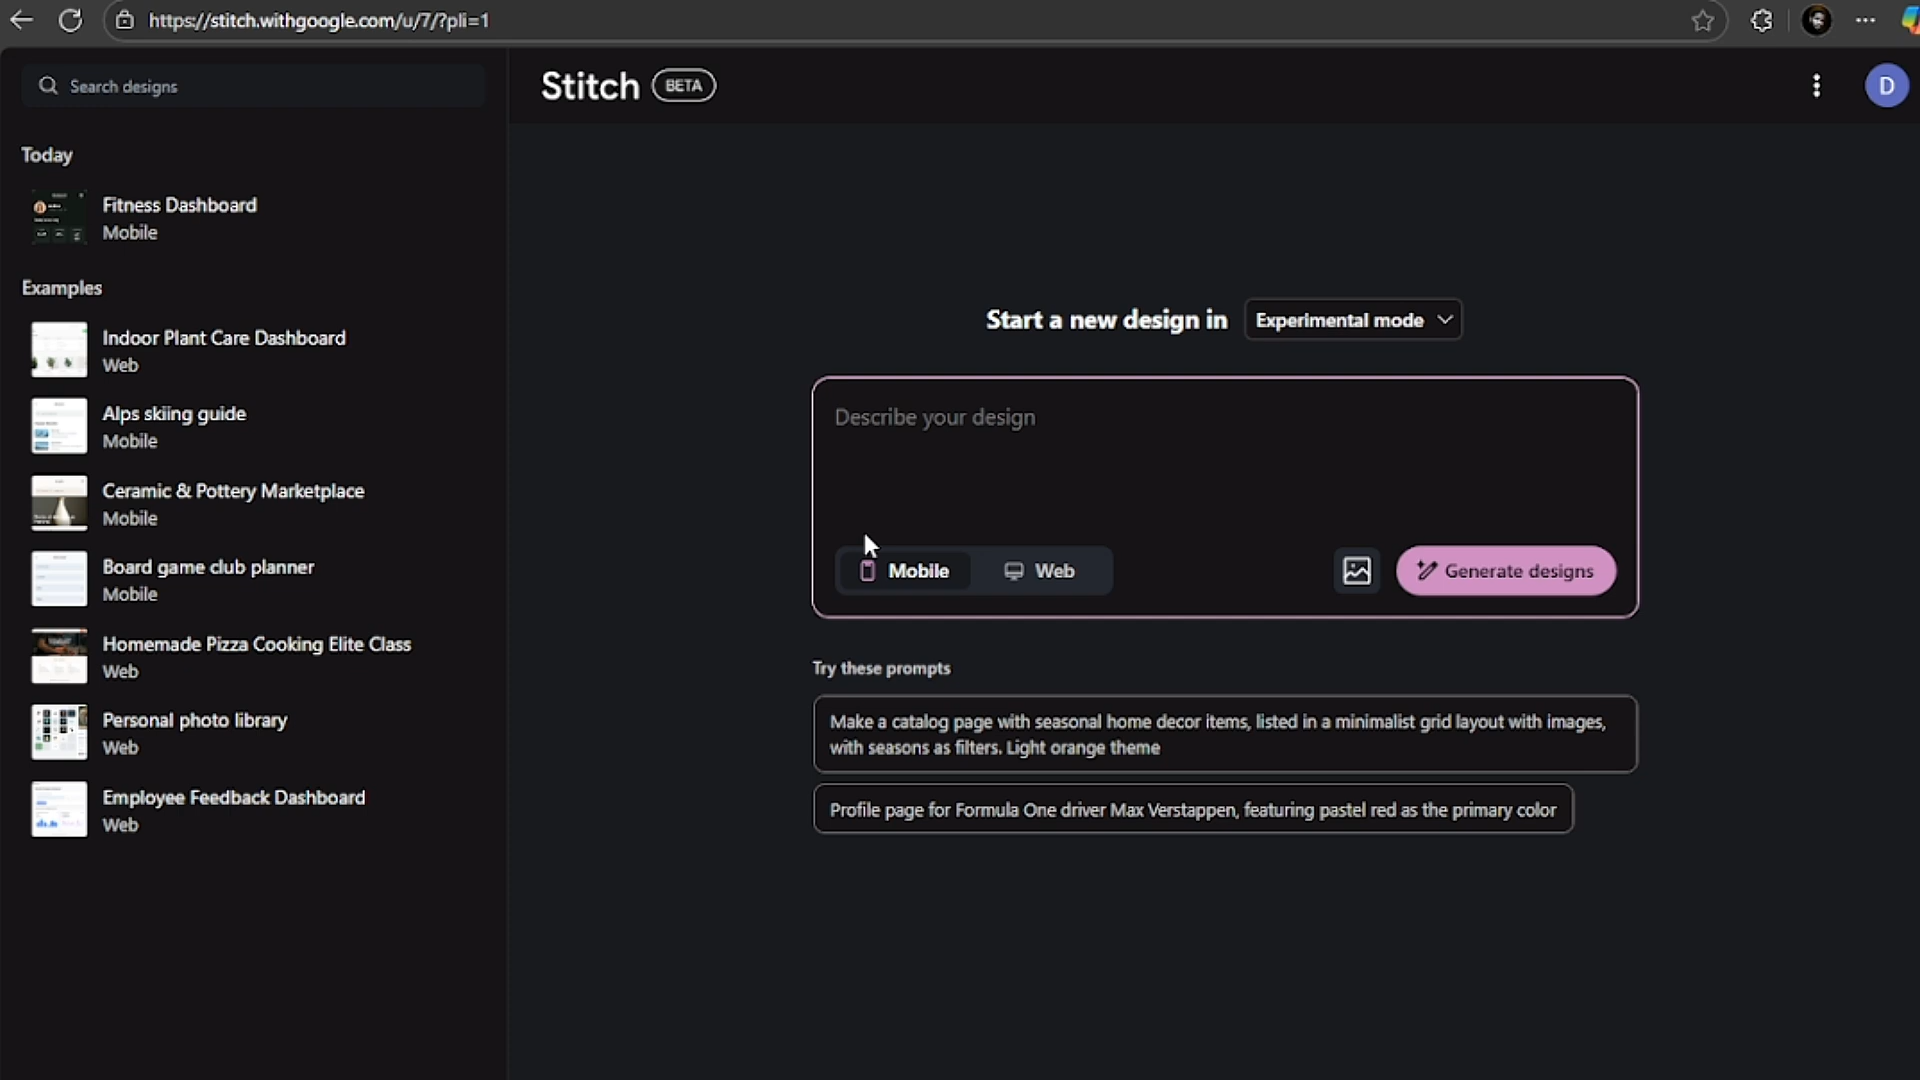 https://stitch.withgoogle.com/u/7/?pli=1
Search designs
Stitch BETA
D
Today
Fitness Dashboard
Mobile
Examples
Indoor Plant Care Dashboard
Web
Alps skiing guide
Mobile
Ceramic & Pottery Marketplace
Mobile
Board game club planner
Mobile
Homemade Pizza Cooking Elite Class
Web
Personal photo library
Web
Employee Feedback Dashboard
Web
Start a new design in Experimental mode
Describe your design
Mobile Web Generate designs
Try these prompts
Make a catalog page with seasonal home decor items, listed in a minimalist grid layout with images,
with seasons as filters. Light orange theme
Profile page for Formula One driver Max Verstappen, featuring pastel red as the primary color